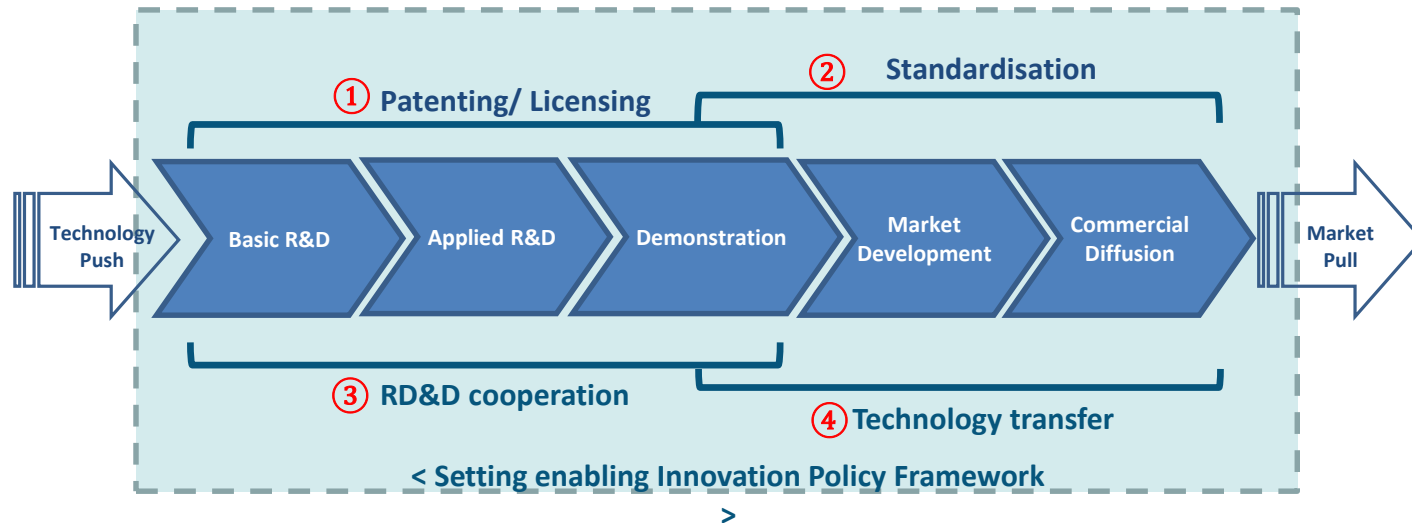 ② Standardisation
① Patenting/ Licensing
Technology
Push
Basic R&D
Applied R&D
Demonstration
Market
Development
Commercial
Diffusion
Market
Pull
③ RD&D cooperation
④ Technology transfer
< Setting enabling Innovation Policy Framework
>